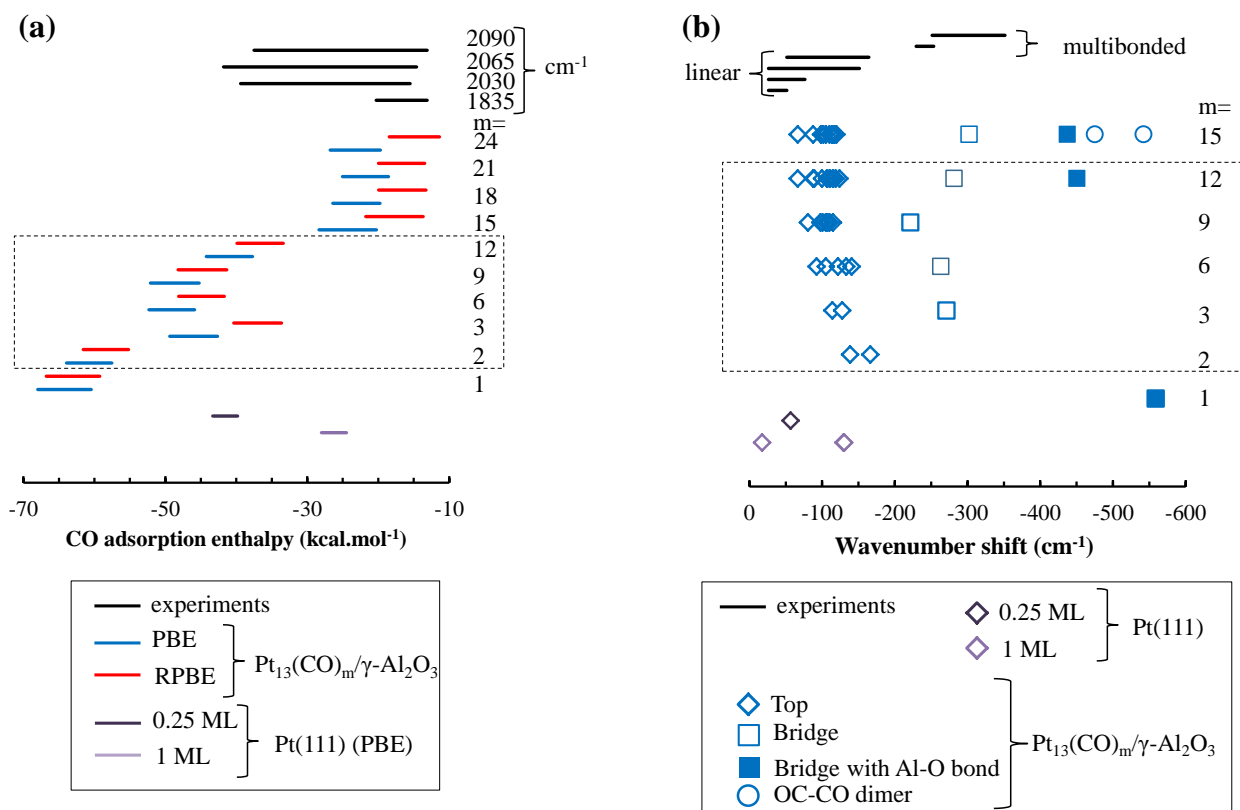 (a)
2090
2065
2030
1835
cm-1
m=
24
21
18
15
12
9
6
3
2
1
-70 -50 -30 -10
CO adsorption enthalpy (kcal.mol-1)
experiments
PBE
RPBE
Pt13(CO)m/γ-Al2O3
0.25 ML
1 ML
Pt(111) (PBE)
(b)
multibonded
linear
m=
15
12
9
6
3
2
1
0 -100 -200 -300 -400 -500 -600
Wavenumber shift (cm-1)
experiments
0.25 ML
1 ML
Pt(111)
Top
Bridge
Bridge with Al-O bond
OC-CO dimer
Pt13(CO)m/γ-Al2O3